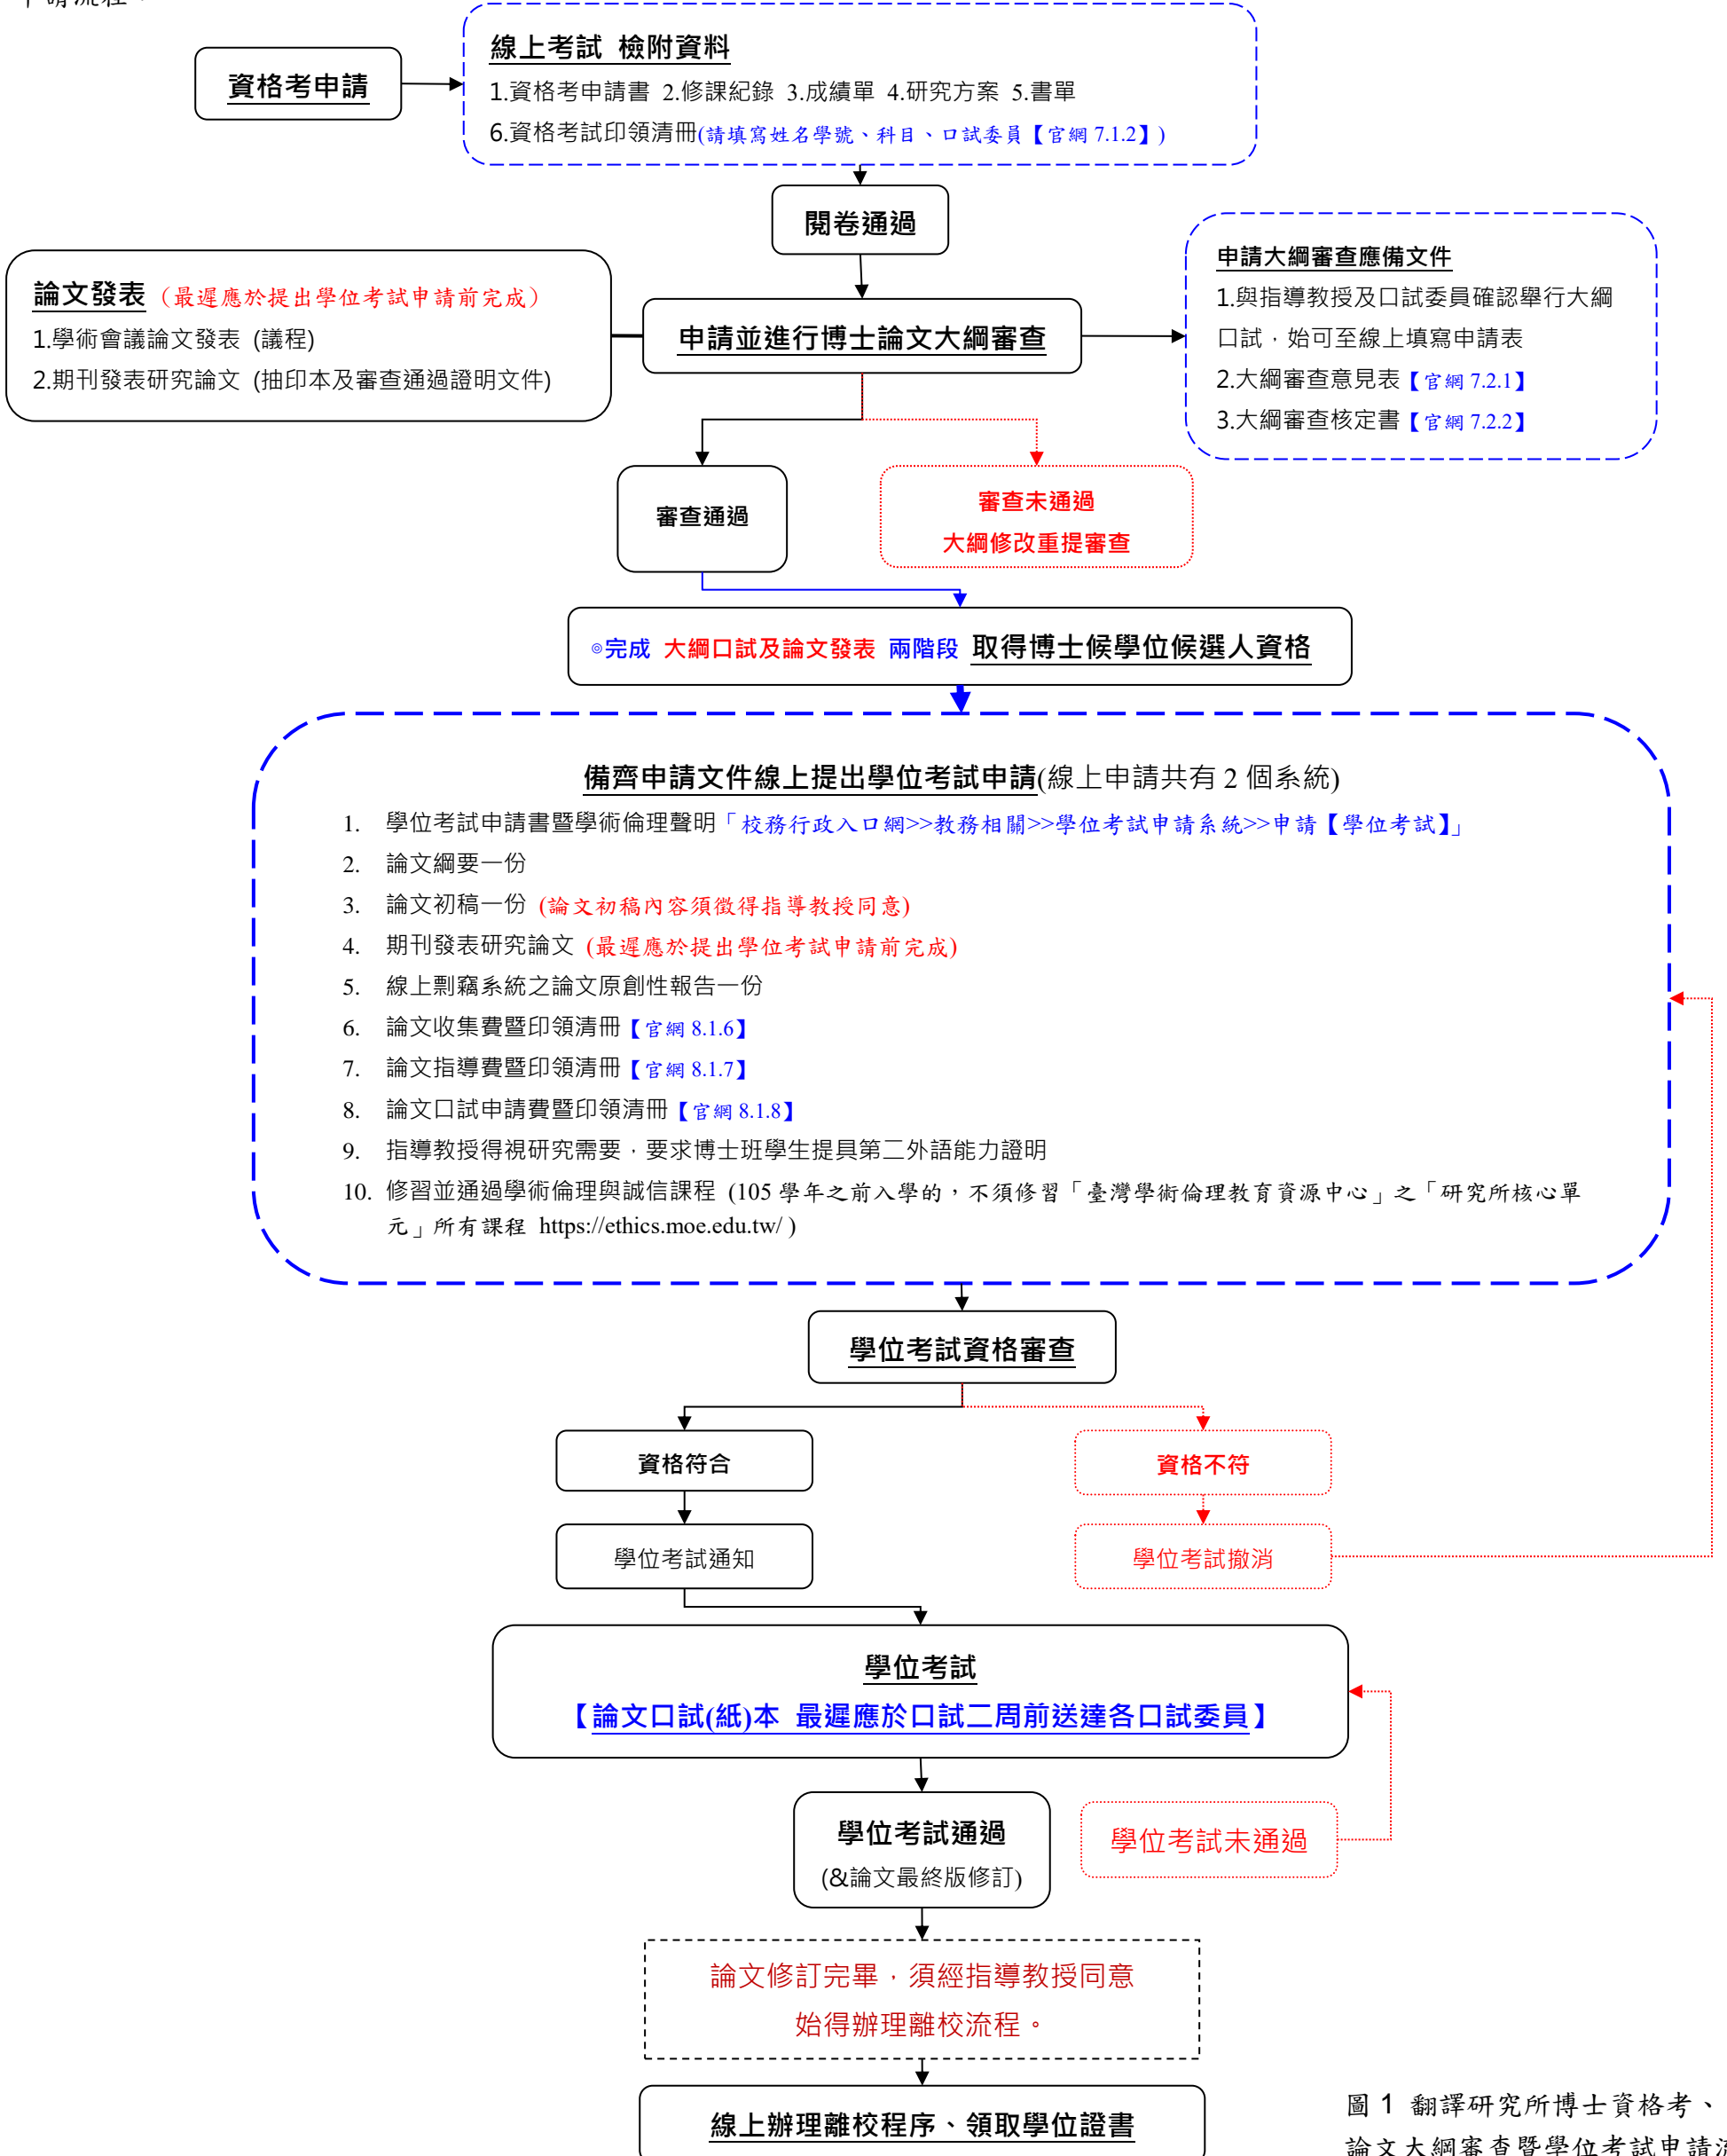 申請流程：
資格考申請
線上考試 檢附資料
1.資格考申請書 2.修課紀錄 3.成績單 4.研究方案 5.書單
6.資格考試印領清冊(請填寫姓名學號、科目、口試委員【官網 7.1.2】)
閱卷通過
論文發表（最遲應於提出學位考試申請前完成）
1.學術會議論文發表 (議程)
2.期刊發表研究論文 (抽印本及審查通過證明文件)
申請並進行博士論文大綱審查
申請大綱審查應備文件
1.與指導教授及口試委員確認舉行大綱
口試，始可至線上填寫申請表
2.大綱審查意見表【官網 7.2.1】
3.大綱審查核定書【官網 7.2.2】
審查通過
審查未通過
大綱修改重提審查
◎完成 大綱口試及論文發表 兩階段 取得博士候學位候選人資格
備齊申請文件線上提出學位考試申請(線上申請共有 2 個系統)
1. 學位考試申請書暨學術倫理聲明「校務行政入口網>>教務相關>>學位考試申請系統>>申請【學位考試】」
2. 論文綱要一份
3. 論文初稿一份 (論文初稿內容須徵得指導教授同意)
4. 期刊發表研究論文 (最遲應於提出學位考試申請前完成)
5. 線上剽竊系統之論文原創性報告一份
6. 論文收集費暨印領清冊【官網 8.1.6】
7. 論文指導費暨印領清冊【官網 8.1.7】
8. 論文口試申請費暨印領清冊【官網 8.1.8】
9. 指導教授得視研究需要，要求博士班學生提具第二外語能力證明
10. 修習並通過學術倫理與誠信課程 (105 學年之前入學的，不須修習「臺灣學術倫理教育資源中心」之「研究所核心單
元」所有課程 https://ethics.moe.edu.tw/ )
學位考試資格審查
資格符合
資格不符
學位考試通知
學位考試撤消
學位考試
【論文口試(紙)本 最遲應於口試二周前送達各口試委員】
學位考試通過
(&論文最終版修訂)
學位考試未通過
論文修訂完畢，須經指導教授同意
始得辦理離校流程。
線上辦理離校程序、領取學位證書
圖 1 翻譯研究所博士資格考、
論文大綱審查暨學位考試申請流